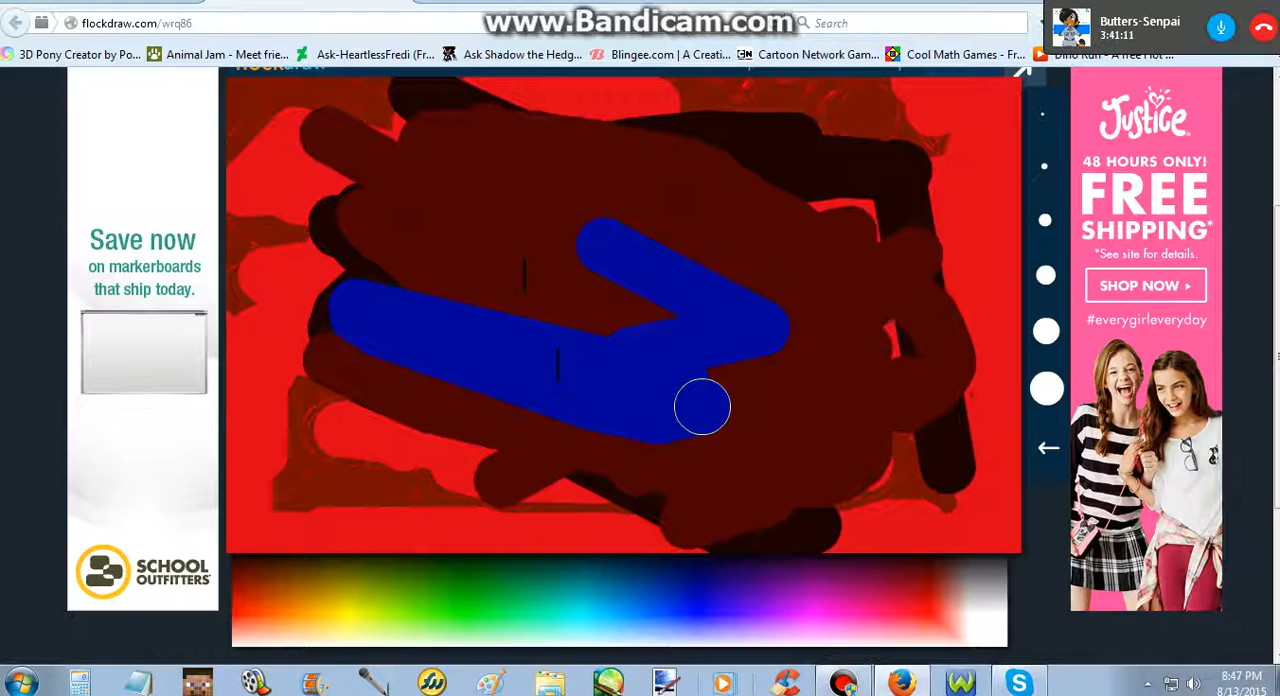 flockdraw.com/wrq86
www.Bandicam.com
Search
Butters-Senpai
3:41:11
3D Pony Creator by Po...
Animal Jam - Meet frie...
Ask-Heartlessfredi (Fr...
Ask Shadow the Hedg...
Blingee.com | A Creati...
Cartoon Network Gam...
Cool Math Games - Fr...
Save now
on markerboards
that ship today.
SCHOOL
OUTFITTERS
Justice
48 HOURS ONLY!
FREE
SHIPPING*
*See site for details.
SHOP NOW
#everygirleveryday
8:47 PM
8/13/2015